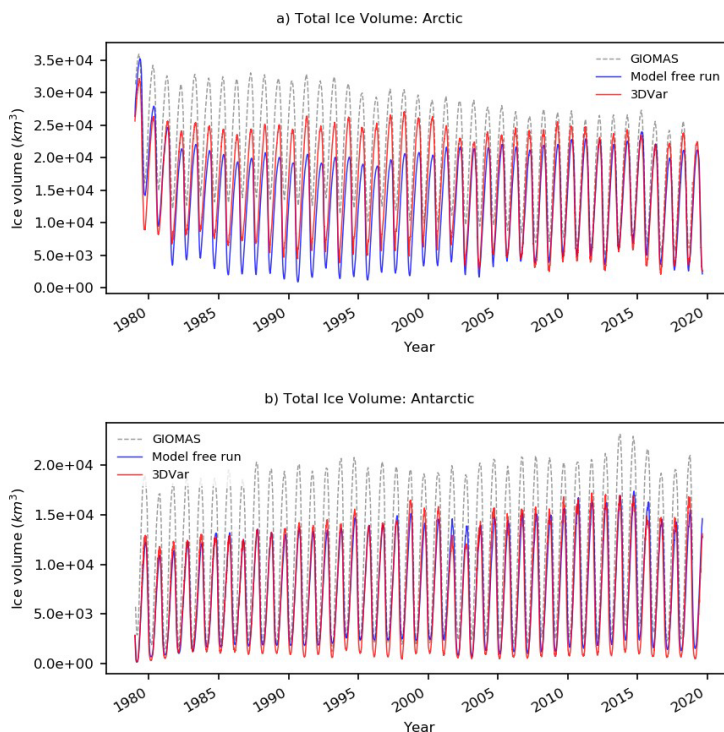 a) Total Ice Volume: Arctic
3.5e+04
3.0e+04
2.5e+04
2.0e+04
1.5e+04
1.0e+04
5.0e+03
0.0e+00
Ice volume (km³)
GIOMAS
Model free run
3DVar
1980
1985
1990
1995
2000
2005
2010
2015
2020
Year
b) Total Ice Volume: Antarctic
GIOMAS
Model free run
3DVar
2.0e+04
1.5e+04
1.0e+04
5.0e+03
0.0e+00
Ice volume (km³)
1980
1985
1990
1995
2000
2005
2010
2015
2020
Year